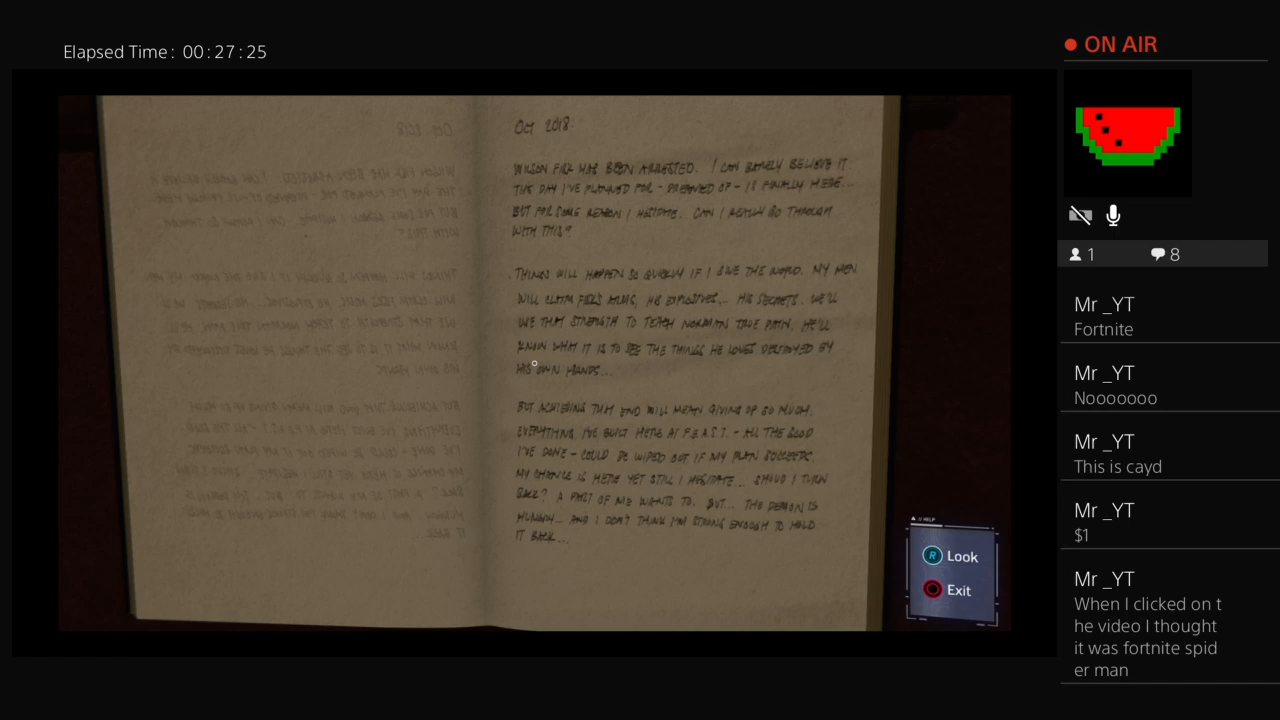 Elapsed Time: 00:27:25
ON AIR
Oct 2018
WILSON FISK HAS BEEN ARRESTED. I CAN BARELY BELIEVE IT
THE DAY I'VE PLANNED FOR - DREAMED OF - IS FINALLY HERE...
BUT FOR SOME REASON I HESITATE. CAN I REALLY GO THROUGH
WITH THIS?
THINGS WILL HAPPEN SO QUICKLY IF I GIVE THE WORD. MY MEN
WILL CLAIM FISK'S ARMS, HIS EXPLOSIVES... HIS SECRETS. WE'LL
USE THAT STRENGTH TO TEACH NORMAN TRUE PAIN. HE'LL
KNOW WHAT IT IS TO SEE THE THINGS HE LOVES DESTROYED BY
HIS OWN HANDS...
BUT ACHIEVING THAT END WILL MEAN GIVING UP SO MUCH.
EVERYTHING I'VE BUILT HERE AT F.E.A.S.T. - ALL THE GOOD
I'VE DONE - COULD BE WIPED OUT IF MY PLAN SUCCEEDS.
MY CHANCE IS HERE YET STILL I HESITATE... SHOULD I TURN
BACK? A PART OF ME WANTS TO. BUT... THE DEMON IS
HUNGRY... AND I DON'T THINK I'M STRONG ENOUGH TO HOLD
IT BACK...
HELP
R Look
Exit
1
8
Mr _YT
Fortnite
Mr _YT
Nooooooo
Mr _YT
This is cayd
Mr _YT
$1
Mr _YT
When I clicked on t
he video I thought
it was fortnite spid
er man